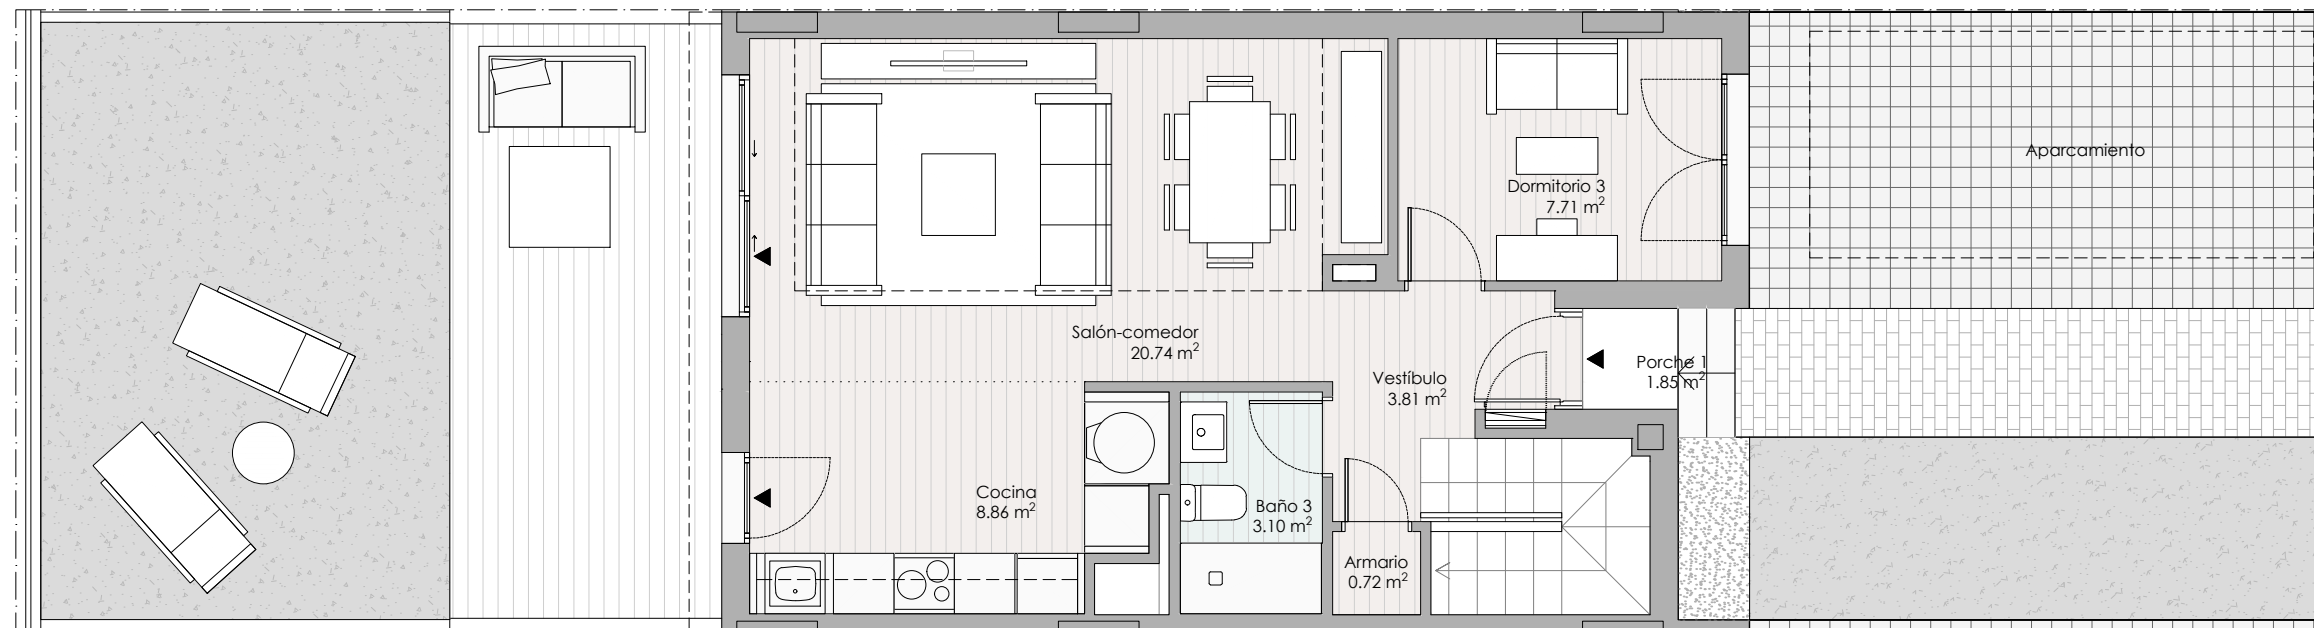 Aparcamiento
Dormitorio 3
7.71 m²
Salón-comedor
20.74 m²
Vestíbulo
3.81 m²
Porche 1
1.85 m²
Cocina
8.86 m²
Baño 3
3.10 m²
Armario
0.72 m²